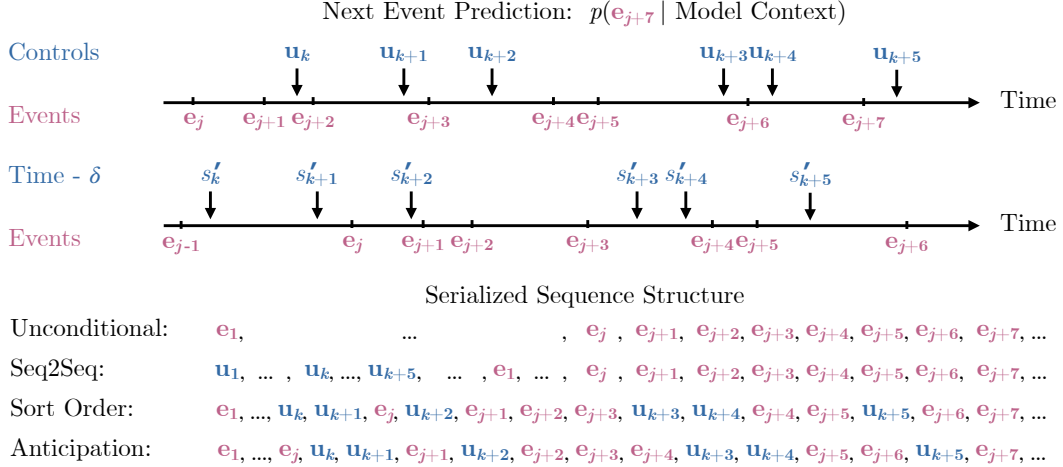 Next Event Prediction: p(e_{j+7} | Model Context)
Controls u_k u_{k+1} u_{k+2} u_{k+3} u_{k+4} u_{k+5}
Time
Events e_j e_{j+1} e_{j+2} e_{j+3} e_{j+4} e_{j+5} e_{j+6} e_{j+7}
Time - δ s'_k s'_{k+1} s'_{k+2} s'_{k+3} s'_{k+4} s'_{k+5}
Time
Events e_{j-1} e_j e_{j+1} e_{j+2} e_{j+3} e_{j+4} e_{j+5} e_{j+6}
Serialized Sequence Structure
Unconditional: e_1, ... , e_j , e_{j+1}, e_{j+2}, e_{j+3}, e_{j+4}, e_{j+5}, e_{j+6}, e_{j+7}, ...
Seq2Seq: u_1, ... , u_k, ..., u_{k+5}, ... , e_1, ... , e_j , e_{j+1}, e_{j+2}, e_{j+3}, e_{j+4}, e_{j+5}, e_{j+6}, e_{j+7}, ...
Sort Order: e_1, ..., u_k, u_{k+1}, e_j, u_{k+2}, e_{j+1}, e_{j+2}, e_{j+3}, u_{k+3}, u_{k+4}, e_{j+4}, e_{j+5}, u_{k+5}, e_{j+6}, e_{j+7}, ...
Anticipation: e_1, ..., e_j, u_k, u_{k+1}, e_{j+1}, u_{k+2}, e_{j+2}, e_{j+3}, e_{j+4}, u_{k+3}, u_{k+4}, e_{j+5}, e_{j+6}, u_{k+5}, e_{j+7}, ...